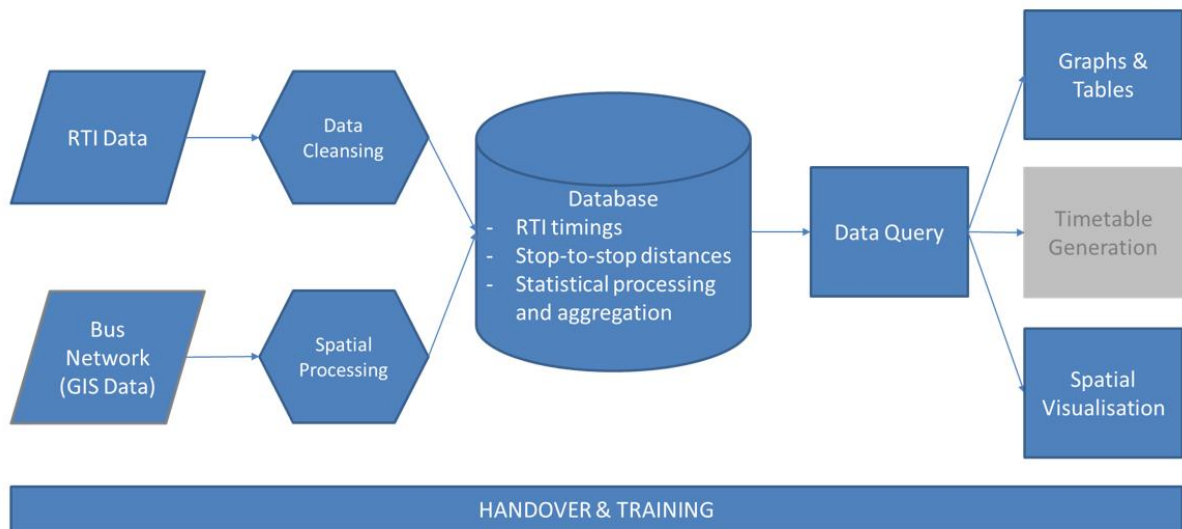 RTI Data
Data
Cleansing
Bus
Network
(GIS Data)
Spatial
Processing
Database
- RTI timings
- Stop-to-stop distances
- Statistical processing
and aggregation
Data Query
Graphs &
Tables
Timetable
Generation
Spatial
Visualisation
HANDOVER & TRAINING